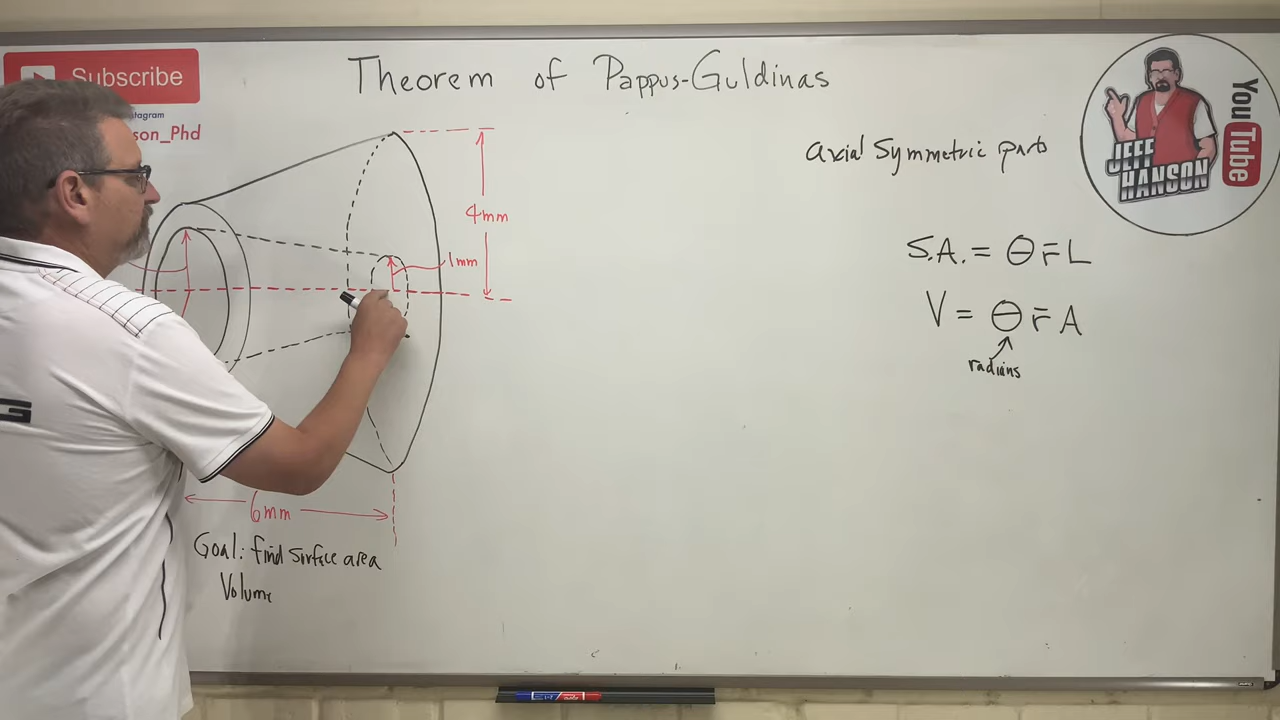 Theorem of Pappus-Guldinas
Subscribe
stagram
son_Phd
axial symmetric parts
JEFF
HANSON
YouTube
4mm
1mm
S.A. = Θ r̄ L
V = Θ r̄ A
radians
6mm
Goal: find surface area
Volume
G